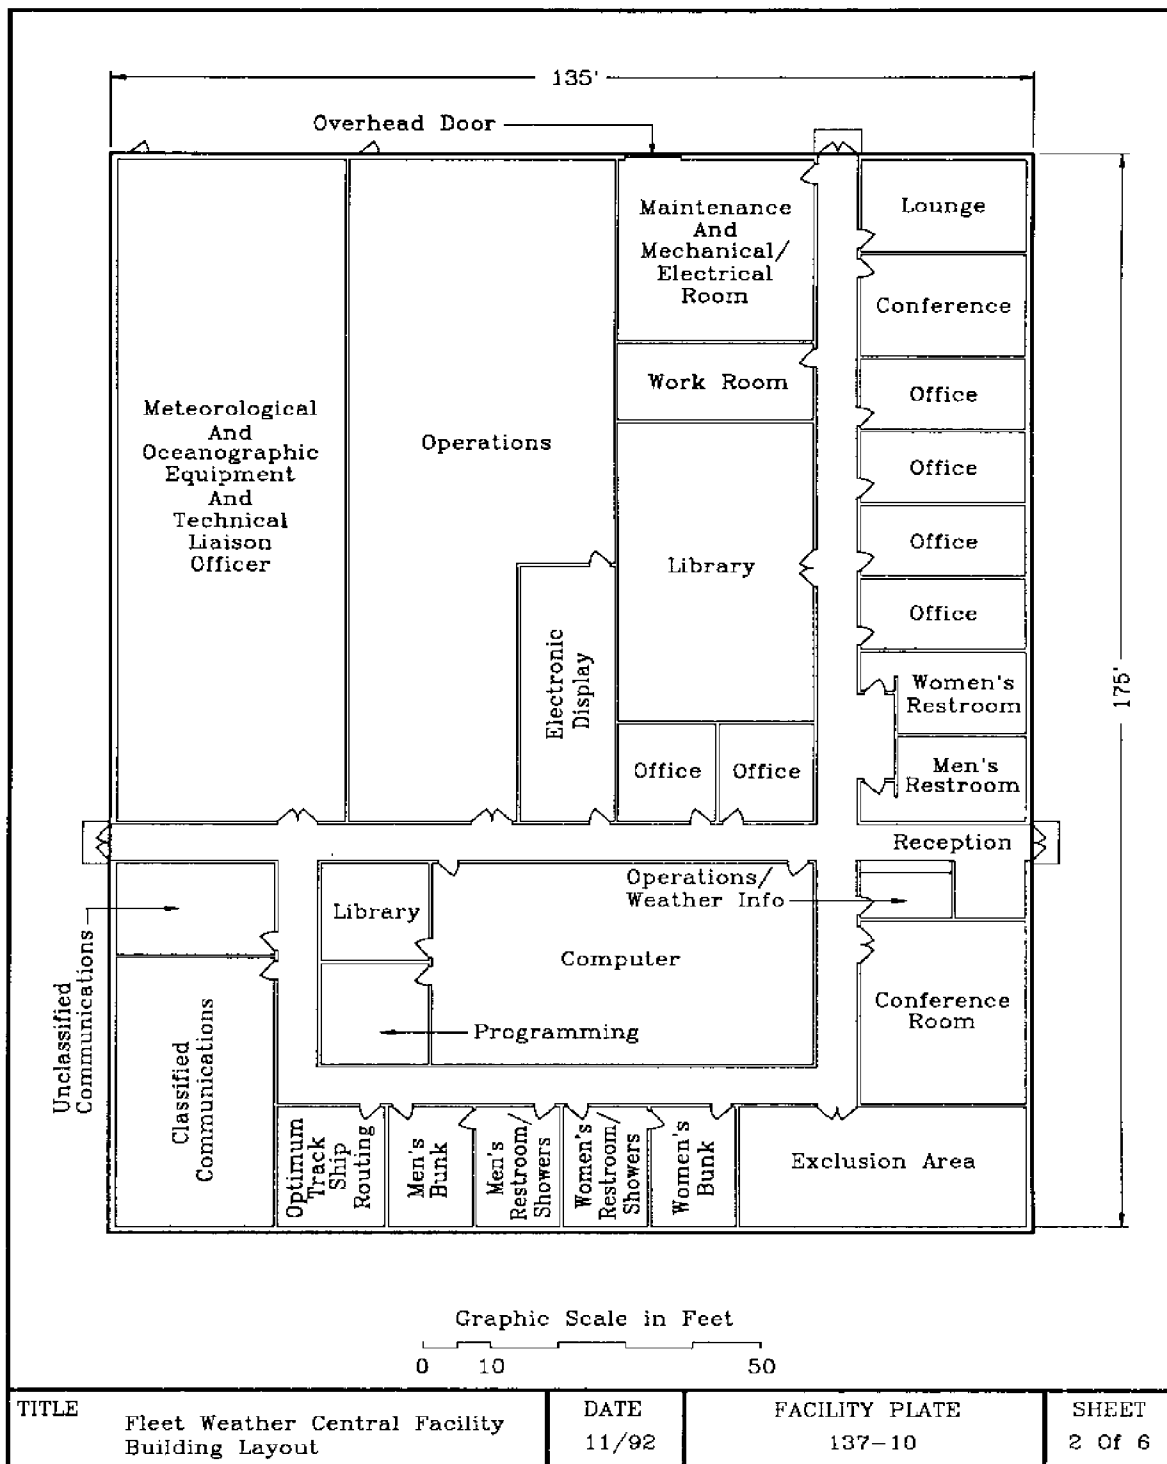 135'
Overhead Door
Maintenance
And
Mechanical/
Electrical
Room
Lounge
Conference
Work Room
Office
Meteorological
And
Oceanographic
Equipment
And
Technical
Liaison
Officer
Operations
Office
Library
Office
Office
Electronic
Display
Women's
Restroom
175'
Office
Office
Men's
Restroom
Reception
Operations/
Weather Info
Library
Computer
Unclassified
Communications
Programming
Conference
Room
Classified
Communications
Optimum
Track
Ship
Routing
Men's
Bunk
Men's
Restroom/
Showers
Women's
Restroom/
Showers
Women's
Bunk
Exclusion Area
Graphic Scale in Feet
0 10 50
TITLE
Fleet Weather Central Facility
Building Layout
DATE
11/92
FACILITY PLATE
137-10
SHEET
2 Of 6